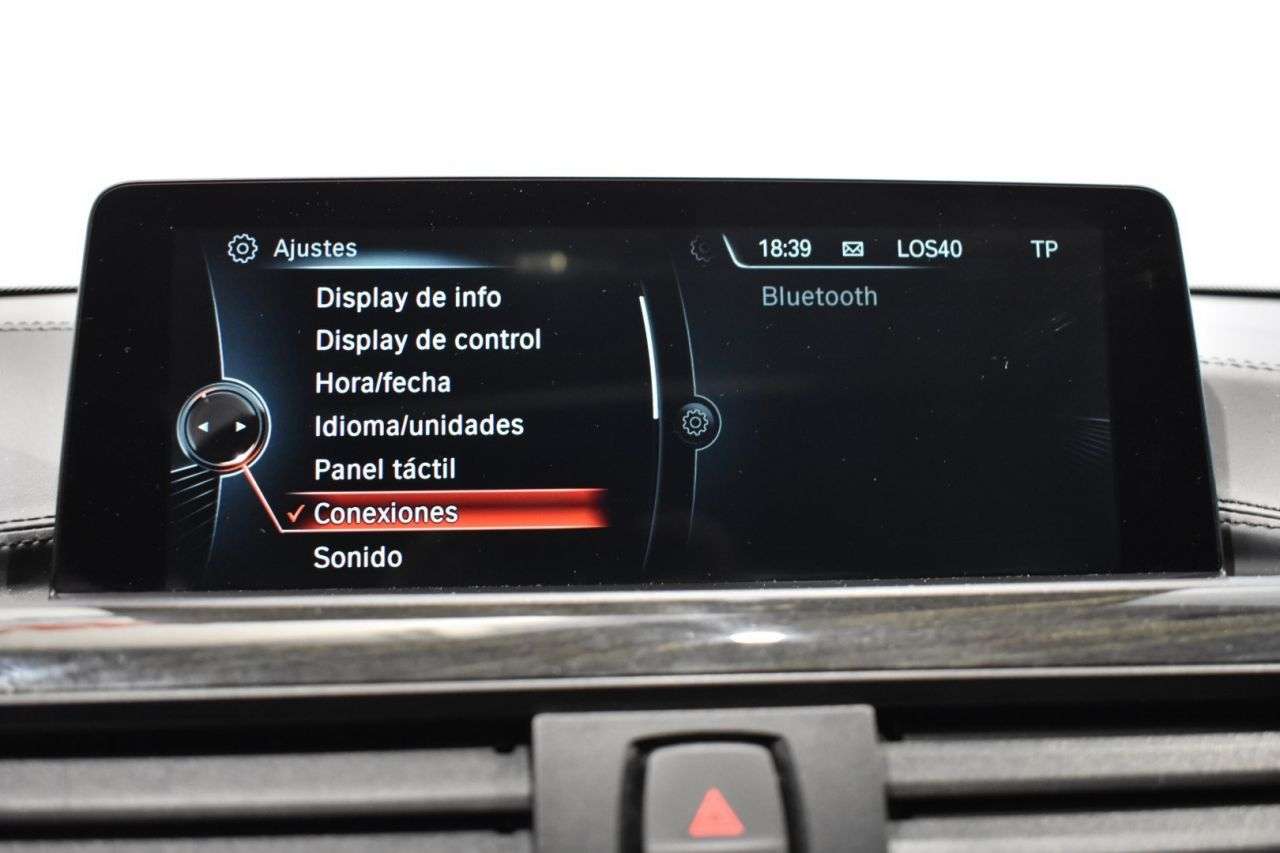 Ajustes
18:39 LOS40 TP
Display de info
Display de control
Hora/fecha
Idioma/unidades
Panel táctil
Conexiones
Sonido
Bluetooth